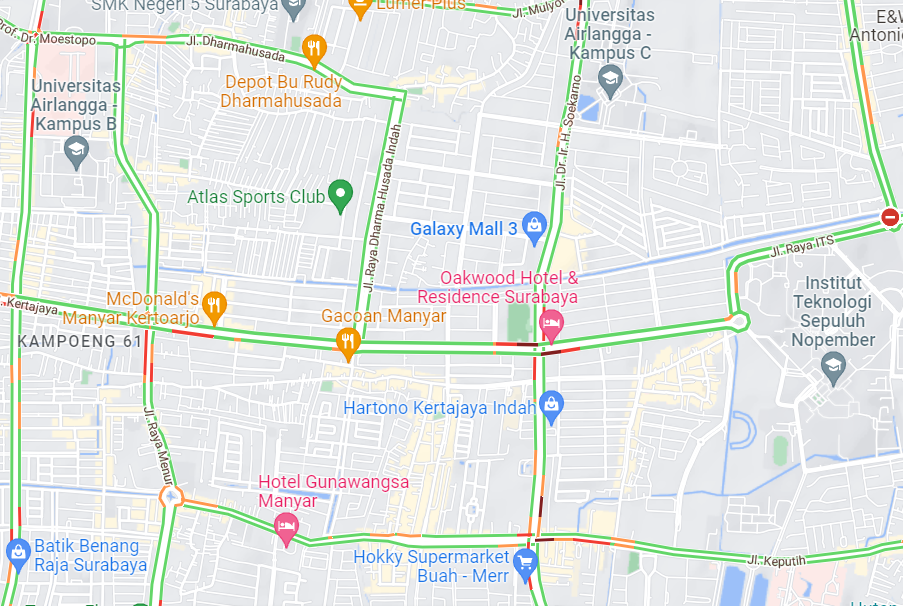 SMK Negeri 5 Surabaya
Lumer Plus
Jl. Mulyo
Universitas
Airlangga -
Kampus C
E&W
Antonio
Prof. Dr. Moestopo
Jl. Dharmahusada
Depot Bu Rudy
Dharmahusada
Universitas
Airlangga -
Kampus B
Jl. Dr. Ir. H. Soekarno
Jl. Raya Dharma Husada Indah
Atlas Sports Club
Galaxy Mall 3
Jl. Raya ITS
Oakwood Hotel &
Residence Surabaya
Institut
Teknologi
Sepuluh
Nopember
Kertajaya
McDonald's
Manyar Kertoarjo
Gacoan Manyar
KAMPOENG 61
Hartono Kertajaya Indah
Jl. Raya Menur
Hotel Gunawangsa
Manyar
Batik Benang
Raja Surabaya
Hokky Supermarket
Buah - Merr
Jl. Keputih